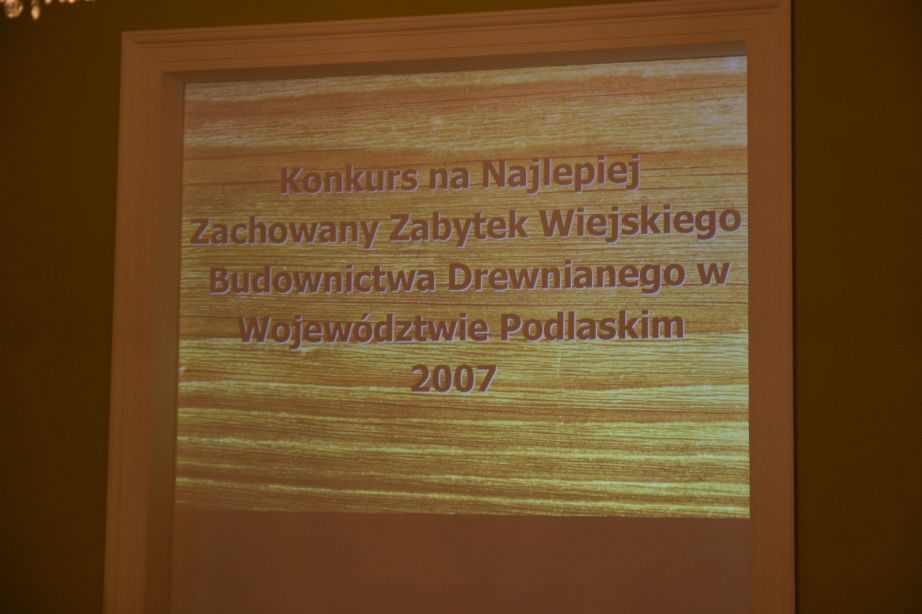 Konkurs na Najlepiej
Zachowany Zabytek Wiejskiego
Budownictwa Drewnianego w
Województwie Podlaskim
2007